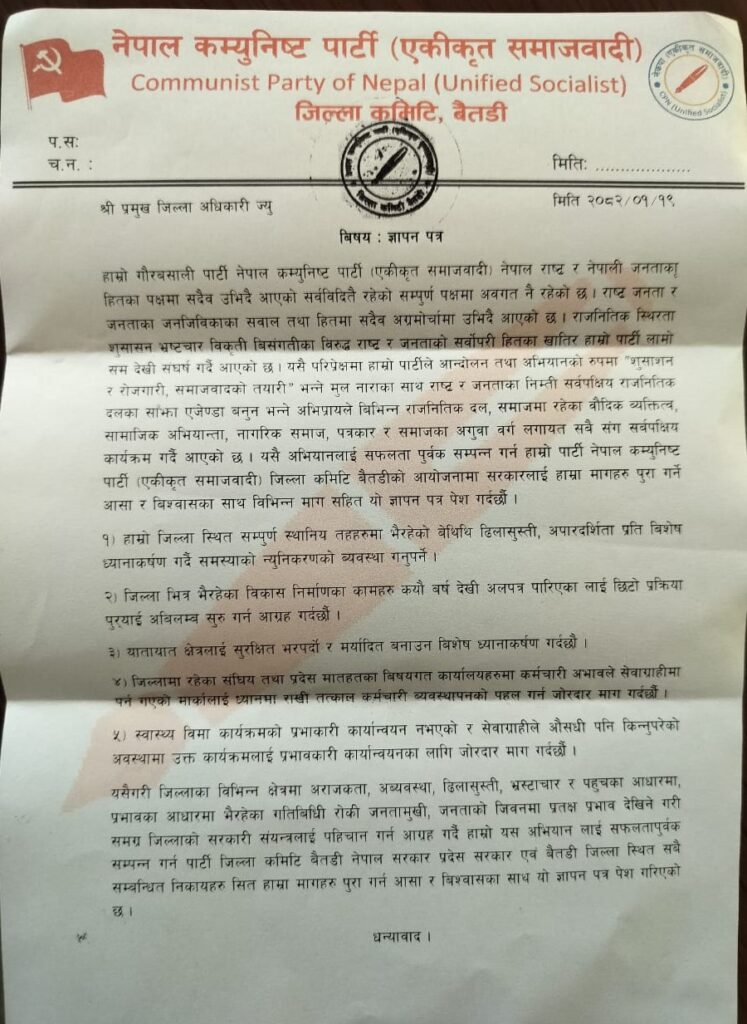 नेपाल कम्युनिष्ट पार्टी (एकीकृत समाजवादी)
Communist Party of Nepal (Unified Socialist)
जिल्ला कमिटि, बैतडी
प.स:
च.न. :
मिति: ...................
श्री प्रमुख जिल्ला अधिकारी ज्यु
मिति २०८२/०१/१९
बिषय : ज्ञापन पत्र
हाम्रो गौरबसाली पार्टी नेपाल कम्युनिष्ट पार्टी (एकीकृत समाजवादी) नेपाल राष्ट र नेपाली जनताका
हितका पक्षमा सदैव उभिदै आएको सर्वविदितै रहेको सम्पुर्ण पक्षमा अवगत नै रहेको छ । राष्ट जनता र
जनताका जनजिबिकाका सवाल तथा हितमा सदैव अग्रमोर्चामा उभिदै आएको छ । राजनितिक स्थिरता
शुसासन भ्रष्टचार विकृती बिसंगतीका विरुद्ध राष्ट र जनताको सर्वोपरी हितका खातिर हाम्रो पार्टी लामो
सम देखी संघर्ष गर्दै आएको छ । यसै परिप्रेक्षमा हाम्रो पार्टीले आन्दोलन तथा अभियानको रुपमा "शुसाशन
र रोजगारी, समाजवादको तयारी" भन्ने मुल नाराका साथ राष्ट र जनताका निम्ती सर्वपक्षिय राजनितिक
दलका साँझा एजेण्डा बनुन भन्ने अभिप्रायले बिभिन्न राजनितिक दल, समाजमा रहेका वौदिक ब्यक्तित्व,
सामाजिक अभियान्ता, नागरिक समाज, पत्रकार र समाजका अगुवा वर्ग लगायत सबै संग सर्वपक्षिय
कार्यक्रम गर्दै आएको छ । यसै अभियानलाई सफलता पुर्वक सम्पन्न गर्न हाम्रो पार्टी नेपाल कम्युनिष्ट
पार्टी (एकीकृत समाजवादी) जिल्ला कमिटि बैतडीको आयोजनामा सरकारलाई हाम्रा मागहरु पुरा गर्ने
आसा र बिश्वासका साथ विभिन्न माग सहित यो ज्ञापन पत्र पेश गर्दछौं ।
१) हाम्रो जिल्ला स्थित सम्पुर्ण स्थानिय तहहरुमा भैरहेको बेथिथि ढिलासुस्ती, अपारदर्शिता प्रति बिशेष
ध्यानाकर्षण गर्दै समस्याको न्युनिकरणको ब्यवस्था गनुपर्ने ।
२) जिल्ला भित्र भैरहेका विकास निर्माणका कामहरु कयौ बर्ष देखी अलपत्र पारिएका लाई छिटो प्रक्रिया
पुर्‍याई अबिलम्ब सुरु गर्न आग्रह गर्दछौं ।
३) यातायात क्षेत्रलाई सुरक्षित भरपर्दो र मर्यादित बनाउन बिशेष ध्यानाकर्षण गर्दछौ ।
४) जिल्लामा रहेका संघिय तथा प्रदेस मातहतका बिषयगत कार्यालयहरुमा कर्मचारी अभावले सेवाग्राहीमा
पर्न गएको मार्कालाई ध्यानमा राखी तत्काल कर्मचारी ब्यवस्थापनको पहल गर्न जोरदार माग गर्दछौं ।
५) स्वास्थ्य विमा कार्यक्रमको प्रभाकारी कार्यान्वयन नभएको र सेवाग्राहीले औसधी पनि किन्नुपरेको
अवस्थामा उक्त कार्यक्रमलाई प्रभावकारी कार्यान्वयनका लागि जोरदार माग गर्दछौं ।
यसैगरी जिल्लाका विभिन्न क्षेत्रमा अराजकता, अब्यवस्था, ढिलासुस्ती, भ्रस्टाचार र पहुचका आधारमा,
प्रभावका आधारमा भैरहेका गतिबिधी रोकी जनतामुखी, जनताको जिवनमा प्रतक्ष प्रभाव देखिने गरी
समग्र जिल्लाको सरकारी संयन्त्रलाई पहिचान गर्न आग्रह गर्दै हाम्रो यस अभियान लाई सफलतापुर्वक
सम्पन्न गर्न पार्टी जिल्ला कमिटि बैतडी नेपाल सरकार प्रदेस सरकार एवं बैतडी जिल्ला स्थित सबै
सम्बन्धित निकायहरु सित हाम्रा मागहरु पुरा गर्न आसा र बिश्वासका साथ यो ज्ञापन पत्र पेश गरिएको
छ ।
धन्यावाद ।